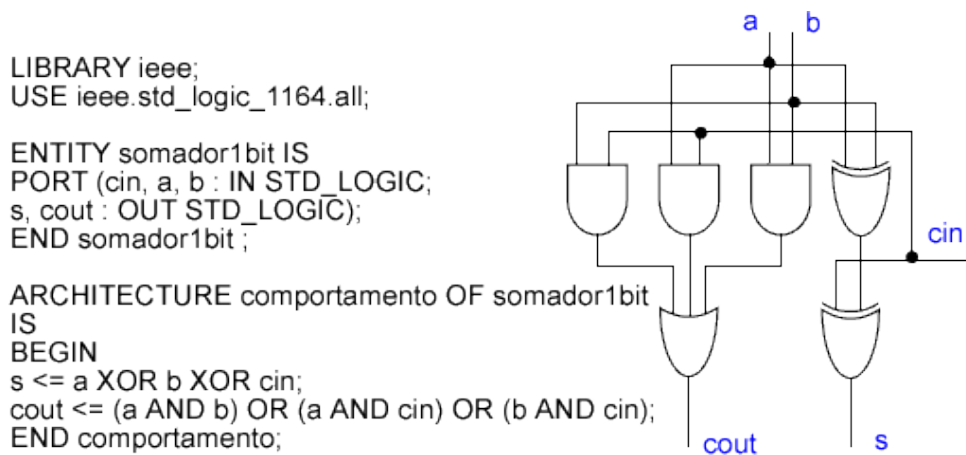 LIBRARY ieee;
USE ieee.std_logic_1164.all;
ENTITY somador1bit IS
PORT (cin, a, b : IN STD_LOGIC;
s, cout : OUT STD_LOGIC);
END somador1bit ;
ARCHITECTURE comportamento OF somador1bit
IS
BEGIN
s <= a XOR b XOR cin;
cout <= (a AND b) OR (a AND cin) OR (b AND cin);
END comportamento;
a b
cin
cout s